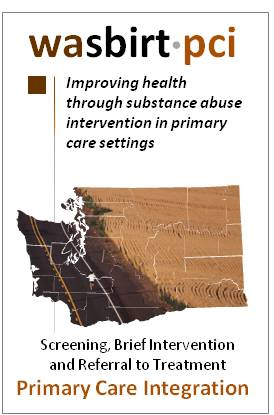 wasbirt·pci
Improving health
through substance abuse
intervention in primary
care settings
Screening, Brief Intervention
and Referral to Treatment
Primary Care Integration